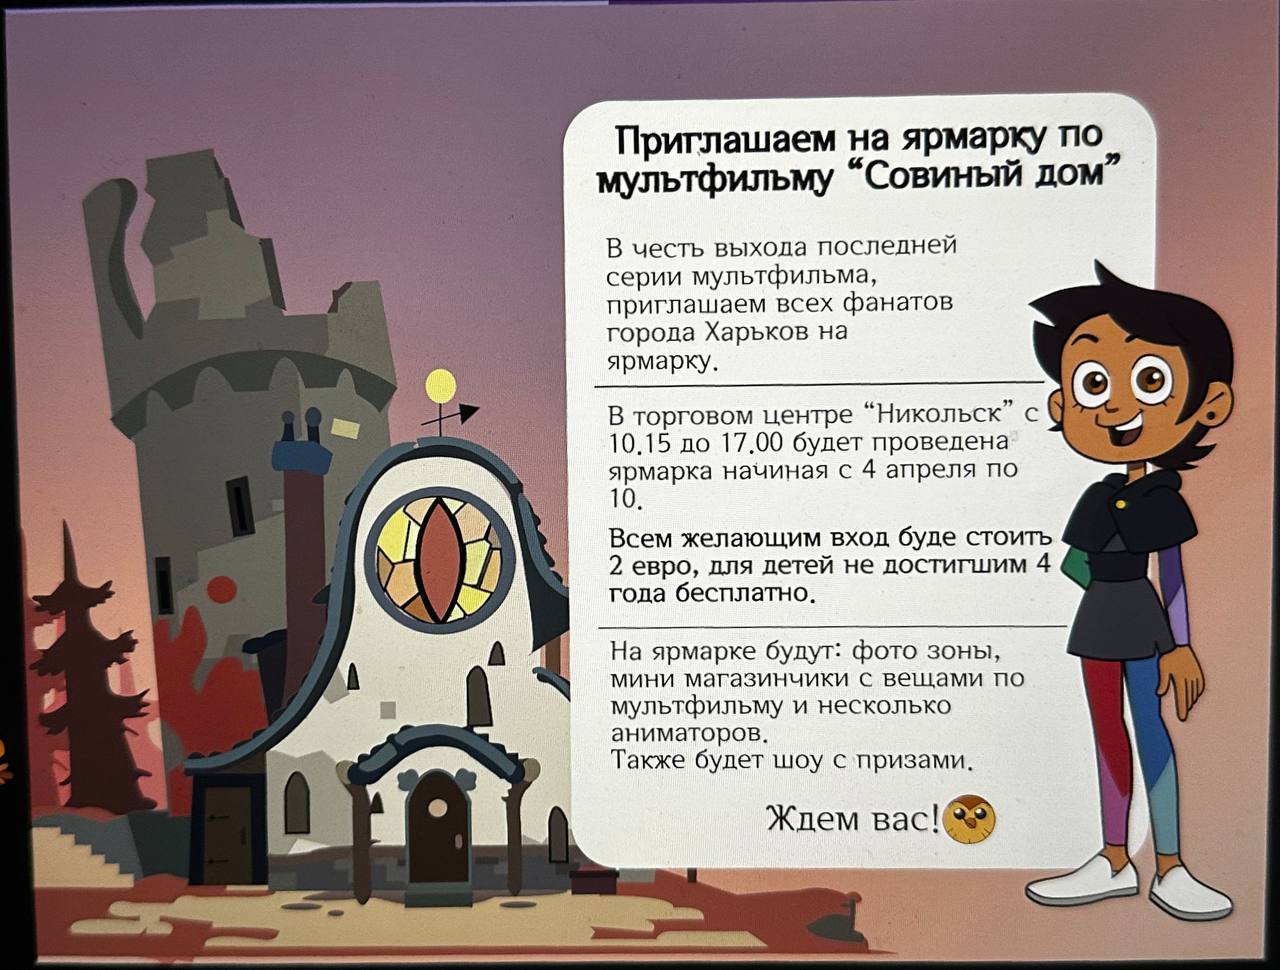 Приглашаем на ярмарку по
мультфильму “Совиный дом”
В честь выхода последней
серии мультфильма,
приглашаем всех фанатов
города Харьков на
ярмарку.
В торговом центре “Никольск” с
10.15 до 17.00 будет проведена
ярмарка начиная с 4 апреля по
10.
Всем желающим вход буде стоить
2 евро, для детей не достигшим 4
года бесплатно.
На ярмарке будут: фото зоны,
мини магазинчики с вещами по
мультфильму и несколько
аниматоров.
Также будет шоу с призами.
Ждем вас!